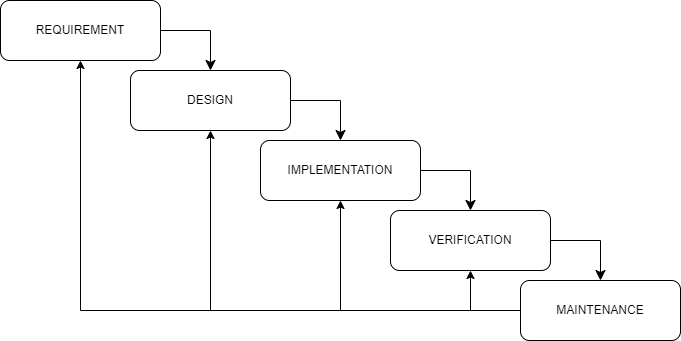 REQUIREMENT
DESIGN
IMPLEMENTATION
VERIFICATION
MAINTENANCE